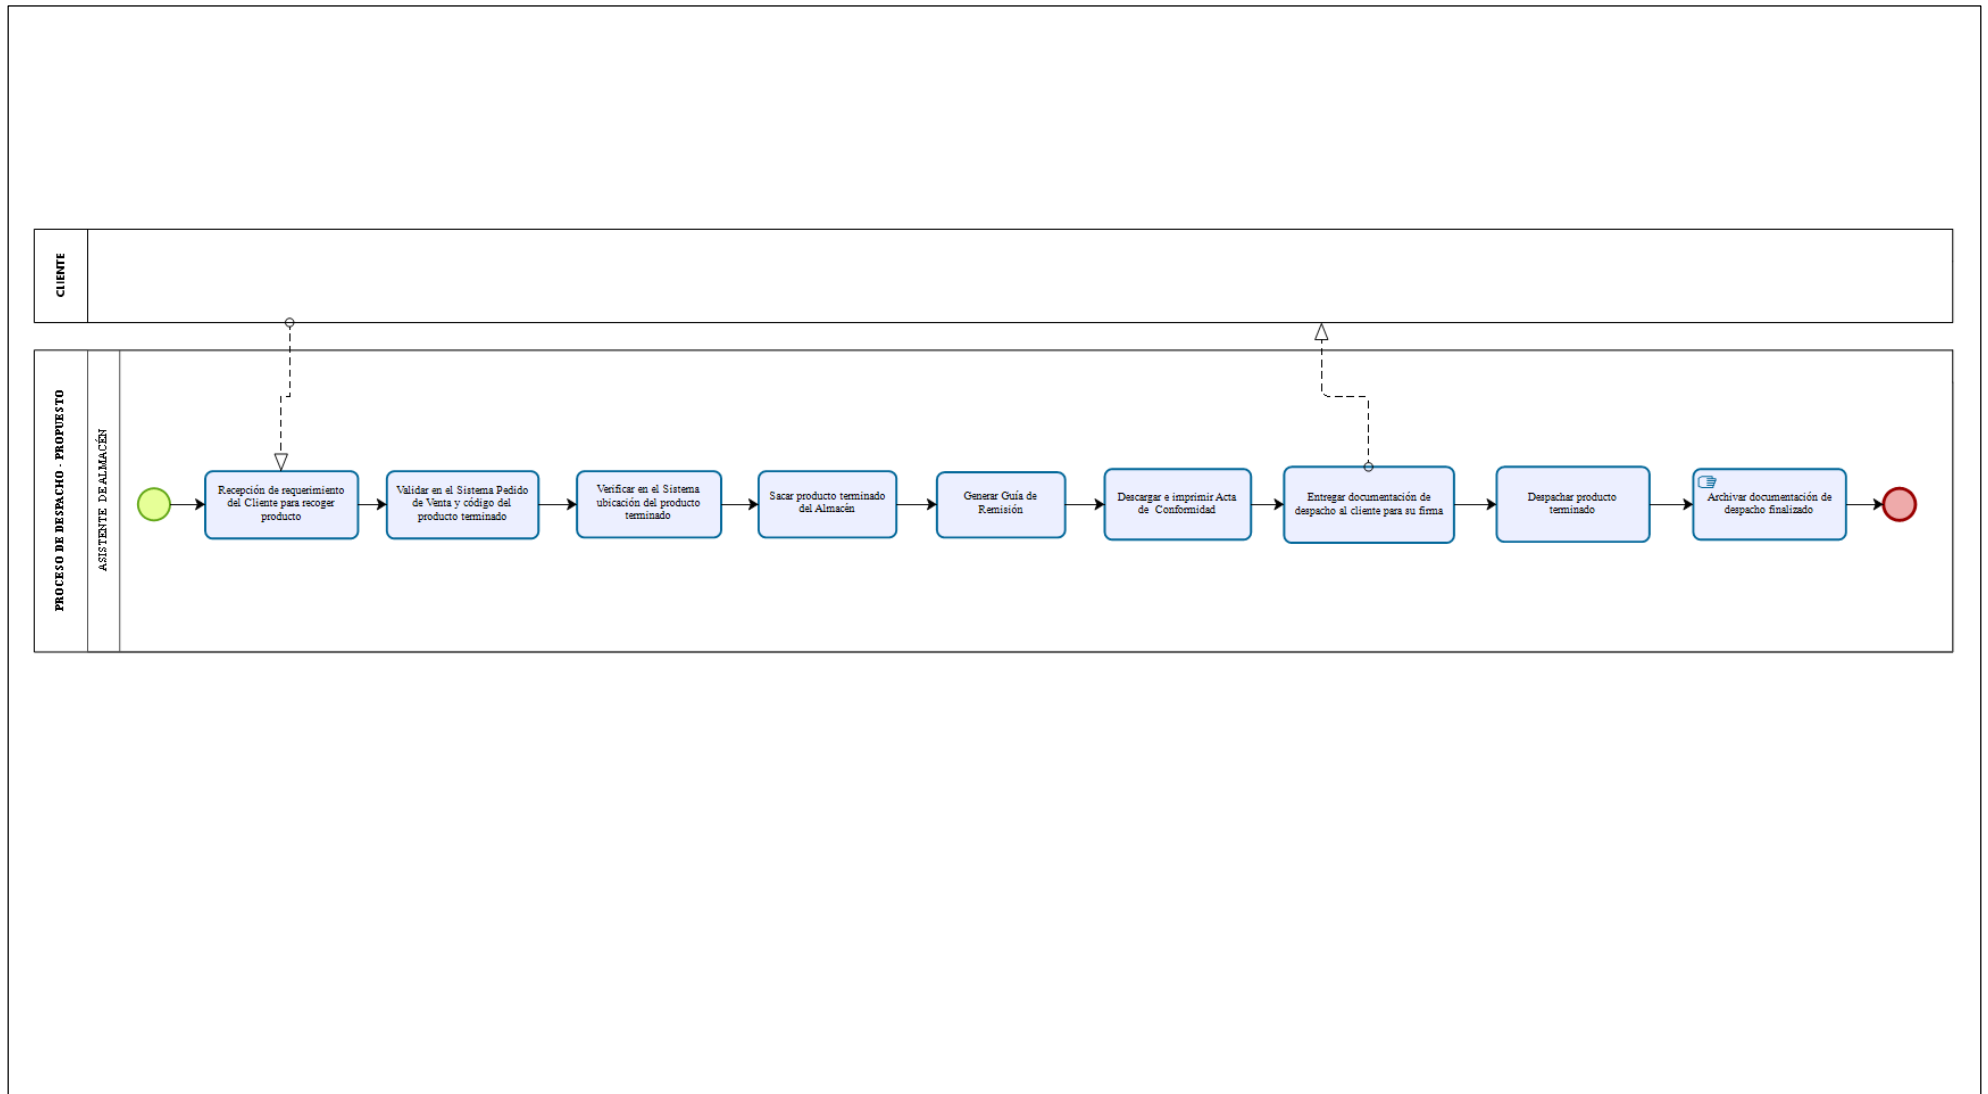 CLIENTE
PROCESO DE DESPACHO - PROPUESTO
ASISTENTE DE ALMACÉN
Recepción de requerimiento
del Cliente para recoger
producto
Validar en el Sistema Pedido
de Venta y código del
producto terminado
Verificar en el Sistema
ubicación del producto
terminado
Sacar producto terminado
del Almacén
Generar Guía de
Remisión
Descargar e imprimir Acta
de Conformidad
Entregar documentación de
despacho al cliente para su firma
Despachar producto
terminado
Archivar documentación de
despacho finalizado